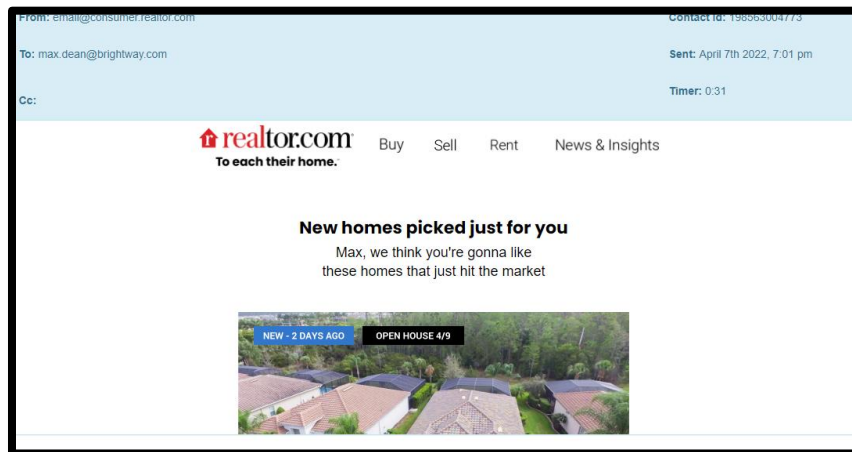 From: email@consumer.realtor.com
Contact Id: 198563004773
To: max.dean@brightway.com
Sent: April 7th 2022, 7:01 pm
Cc:
Timer: 0:31
realtor.com
To each their home.
Buy Sell Rent News & Insights
New homes picked just for you
Max, we think you're gonna like
these homes that just hit the market
NEW - 2 DAYS AGO
OPEN HOUSE 4/9